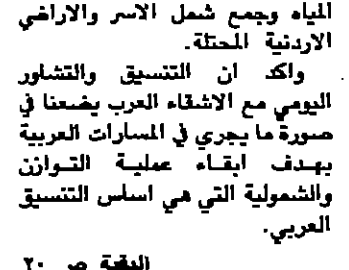 المياه وجمع شمل الاسر والاراضي
الاردنية المحتلة.
واكد ان التنسيق والتشاور
اليومي مع الاشقاء العرب يضعنا في
صورة ما يجري في المسارات العربية
بهدف ابقاء عملية التوازن
والشمولية التي هي اساس التنسيق
العربي.
البقية ص ٢٠